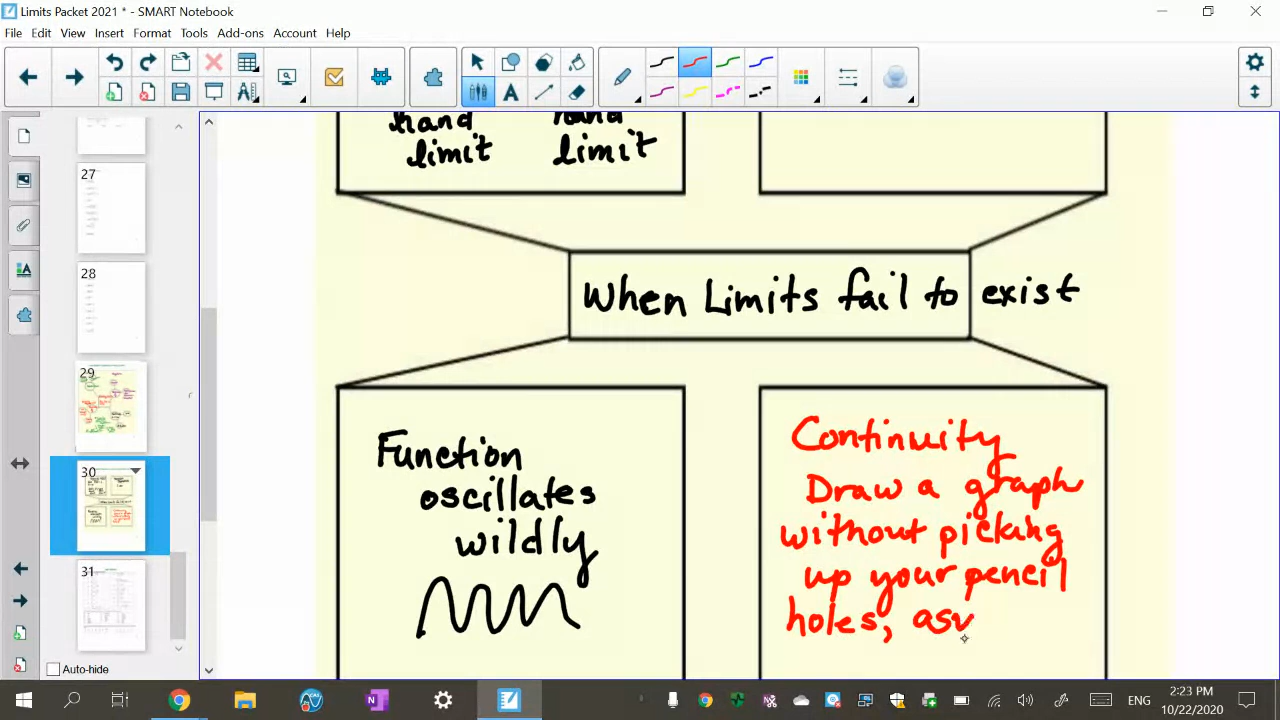 Limits Packet 2021 * - SMART Notebook
File Edit View Insert Format Tools Add-ons Account Help
27
28
29
30
31
Auto-hide
hand hand
limit limit
When Limits fail to exist
Function
oscillates
wildly
Continuity
Draw a graph
without picking
up your pencil
holes, asy
ENG
2:23 PM
10/22/2020